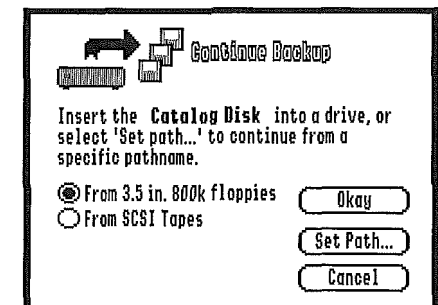 Continue Backup
Insert the Catalog Disk into a drive, or
select 'Set path...' to continue from a
specific pathname.
From 3.5 in. 800k floppies
From SCSI Tapes
Okay
Set Path...
Cancel